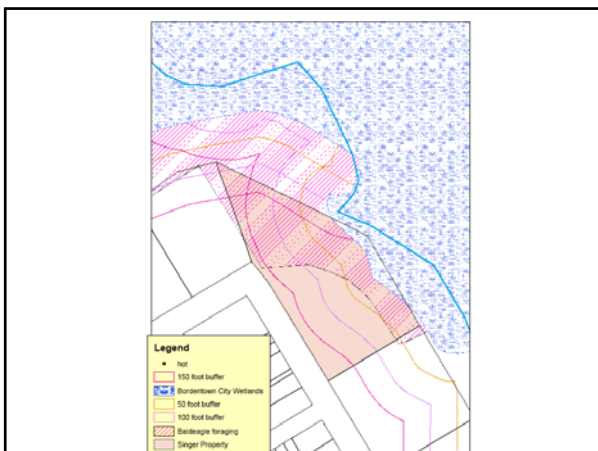 Legend
hot
150 foot buffer
Bordentown City Wetlands
50 foot buffer
100 foot buffer
Baldeagle foraging
Singer Property